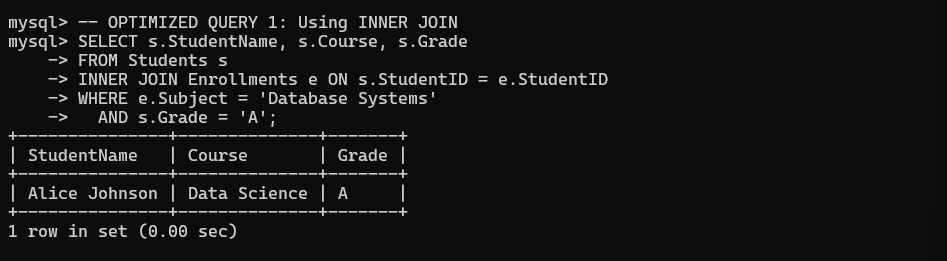 mysql> -- OPTIMIZED QUERY 1: Using INNER JOIN
mysql> SELECT s.StudentName, s.Course, s.Grade
    -> FROM Students s
    -> INNER JOIN Enrollments e ON s.StudentID = e.StudentID
    -> WHERE e.Subject = 'Database Systems'
    ->   AND s.Grade = 'A';
+---------------+--------------+-------+
| StudentName   | Course       | Grade |
+---------------+--------------+-------+
| Alice Johnson | Data Science | A     |
+---------------+--------------+-------+
1 row in set (0.00 sec)